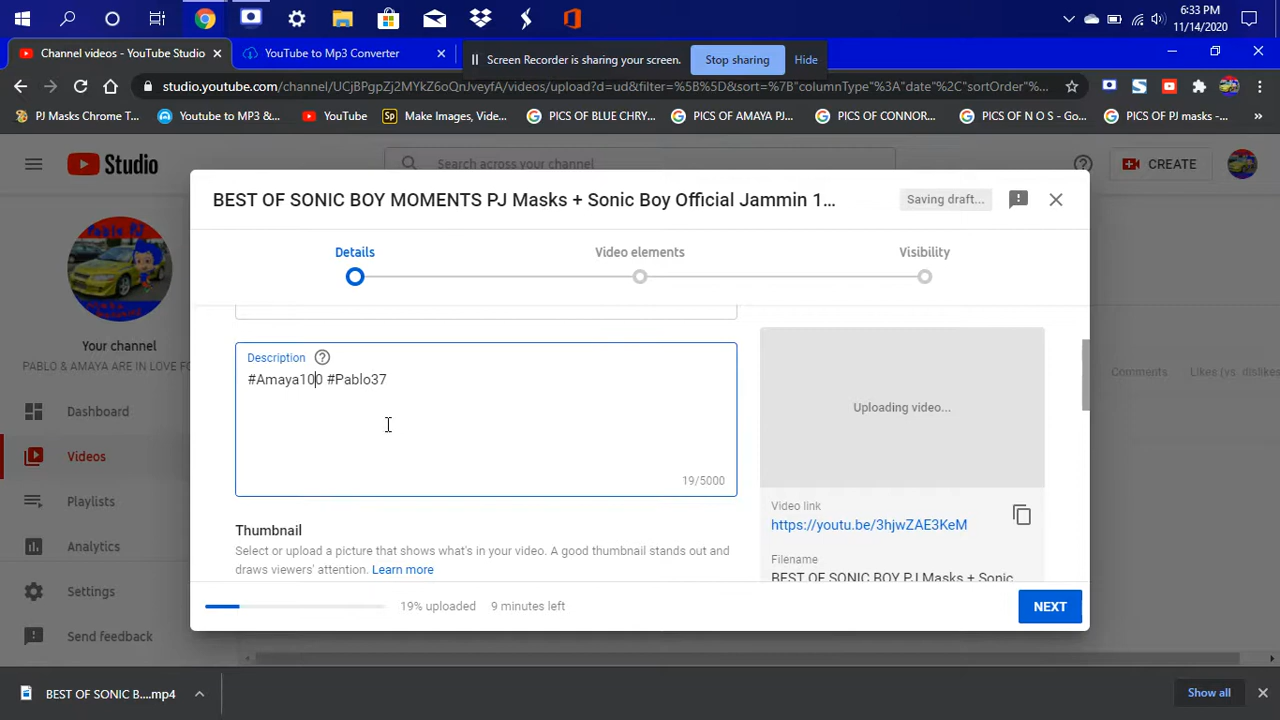 6:33 PM
11/14/2020
Channel videos - YouTube Studio
YouTube to Mp3 Converter
Screen Recorder is sharing your screen.
Stop sharing
Hide
studio.youtube.com/channel/UCjBPgpZj2MYkZ6qQnJveyfA/videos/upload?d=ud&filter=%5B%5D&sort=%7B"columnType"%3A"date"%2C"sortOrder"%...
PJ Masks Chrome T...
Youtube to MP3 &...
YouTube
Sp
Make Images, Vide...
PICS OF BLUE CHRY...
PICS OF AMAYA PJ...
PICS OF CONNOR...
PICS OF N O S - Go...
PICS OF PJ masks -...
»
Studio
Search across your channel
CREATE
BEST OF SONIC BOY MOMENTS PJ Masks + Sonic Boy Official Jammin 1...
Saving draft...
Details
Video elements
Visibility
Pablo PJ
Your channel
PABLO & AMAYA ARE IN LOVE FO
Dashboard
Videos
Playlists
Analytics
Settings
Send feedback
Description
#Amaya100 #Pablo37
19/5000
Thumbnail
Select or upload a picture that shows what's in your video. A good thumbnail stands out and
draws viewers' attention. Learn more
Uploading video...
Video link
https://youtu.be/3hjwZAE3KeM
Filename
BEST OF SONIC BOY PJ Masks + Sonic
Comments
Likes (vs. dislikes
19% uploaded
9 minutes left
NEXT
BEST OF SONIC B....mp4
Show all